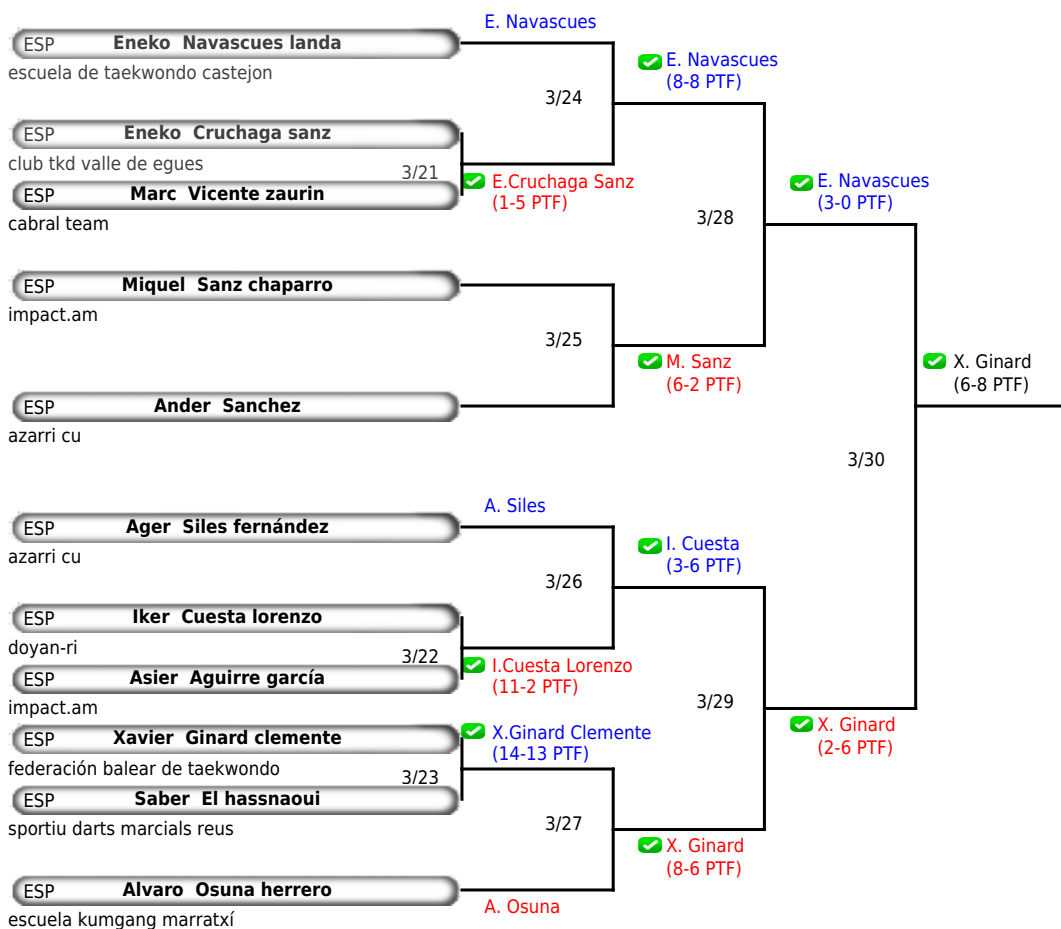 E. Navascues
ESP Eneko Navascues landa
escuela de taekwondo castejon
E. Navascues
(8-8 PTF)
3/24
ESP Eneko Cruchaga sanz
club tkd valle de egues
3/21
E.Cruchaga Sanz
(1-5 PTF)
ESP Marc Vicente zaurin
cabral team
E. Navascues
(3-0 PTF)
3/28
ESP Miquel Sanz chaparro
impact.am
3/25
M. Sanz
(6-2 PTF)
X. Ginard
(6-8 PTF)
ESP Ander Sanchez
azarri cu
3/30
A. Siles
ESP Ager Siles fernández
azarri cu
I. Cuesta
(3-6 PTF)
3/26
ESP Iker Cuesta lorenzo
doyan-ri
3/22
I.Cuesta Lorenzo
(11-2 PTF)
ESP Asier Aguirre garcía
impact.am
3/29
X. Ginard
(2-6 PTF)
ESP Xavier Ginard clemente
federación balear de taekwondo
X.Ginard Clemente
(14-13 PTF)
3/23
ESP Saber El hassnaoui
sportiu darts marcials reus
3/27
X. Ginard
(8-6 PTF)
ESP Alvaro Osuna herrero
escuela kumgang marratxí
A. Osuna